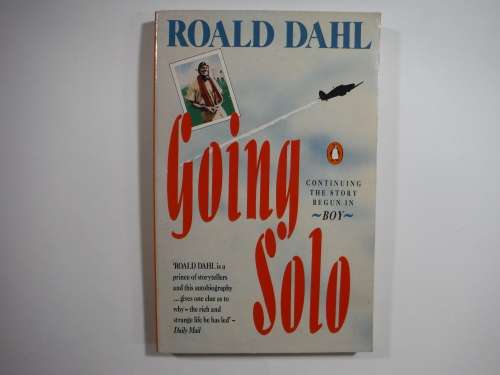 ROALD DAHL
Going
Solo
CONTINUING
THE STORY
BEGUN IN
~BOY~
'ROALD DAHL is a
prince of storytellers
and this autobiography
...gives one clue as to
why – the rich and
strange life he has led' –
Daily Mail